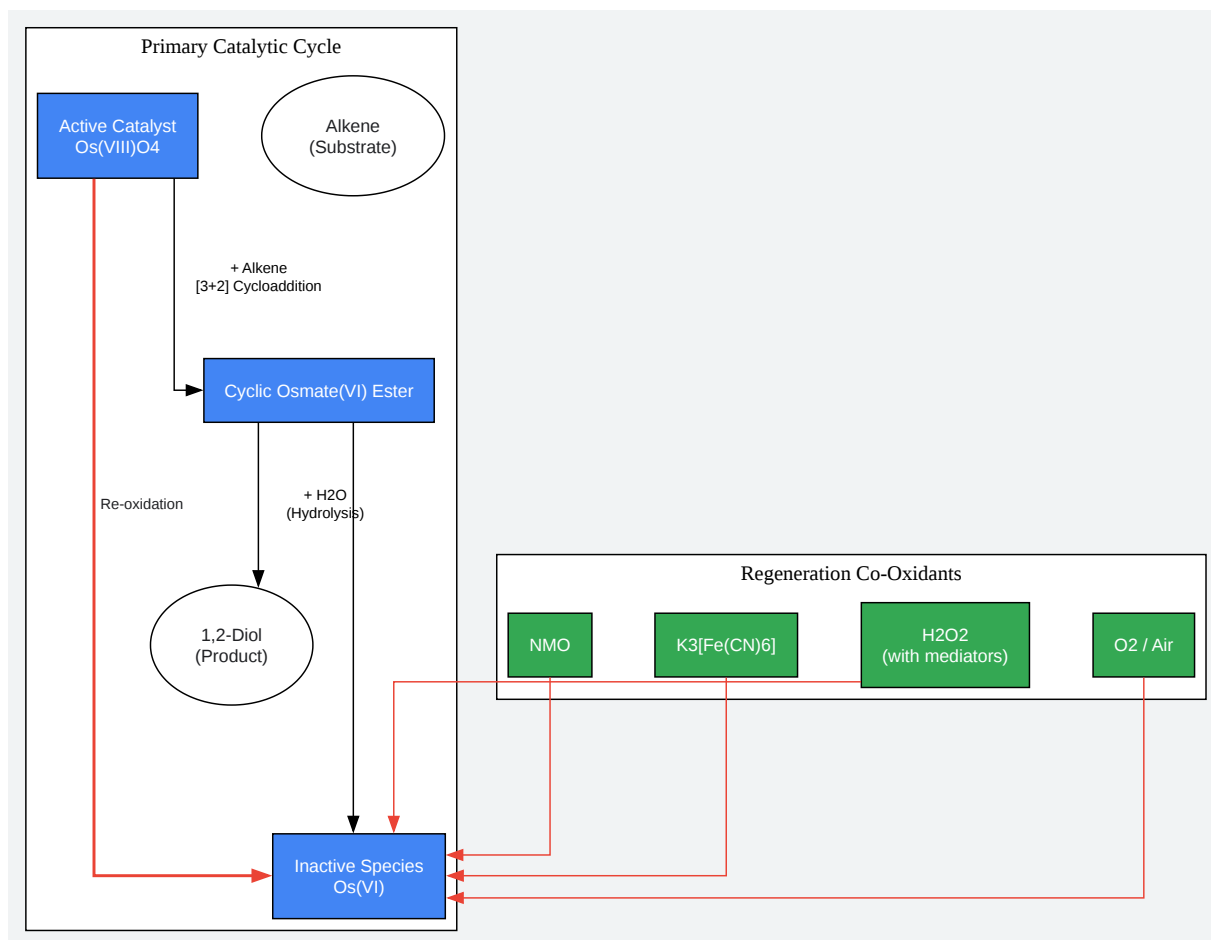 Primary Catalytic Cycle
Active Catalyst
Os(VIII)O4
Alkene
(Substrate)
+ Alkene
[3+2] Cycloaddition
Cyclic Osmate(VI) Ester
Re-oxidation
+ H2O
(Hydrolysis)
1,2-Diol
(Product)
Inactive Species
Os(VI)
Regeneration Co-Oxidants
NMO
K3[Fe(CN)6]
H2O2
(with mediators)
O2 / Air